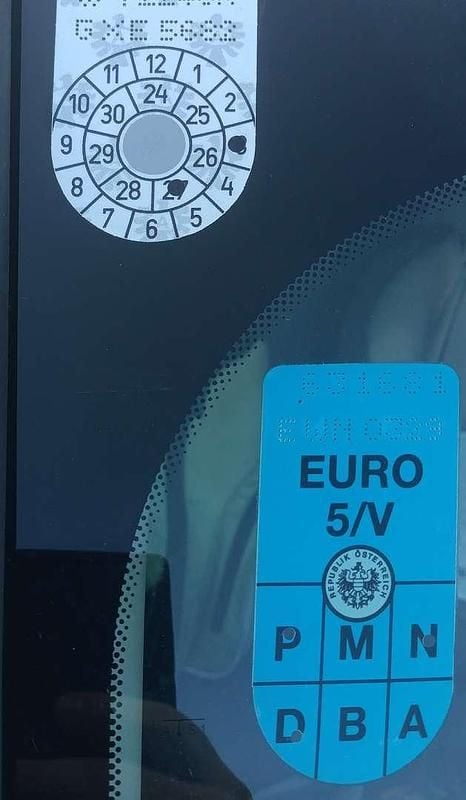 GXE 5682
11 12 1
10 24 2
30 25
9 29 26
8 28 27 4
7 6 5
EURO
5/V
REPUBLIK ÖSTERREICH
P M N
D B A